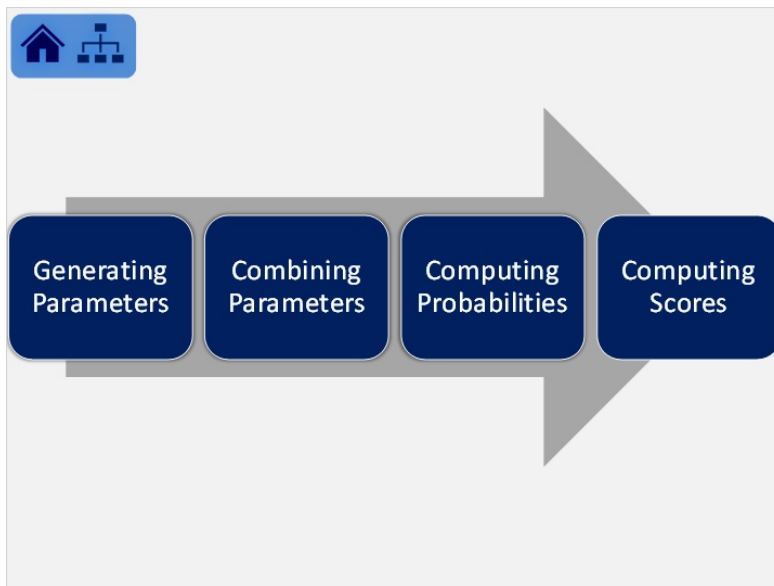 Generating
Parameters
Combining
Parameters
Computing
Probabilities
Computing
Scores